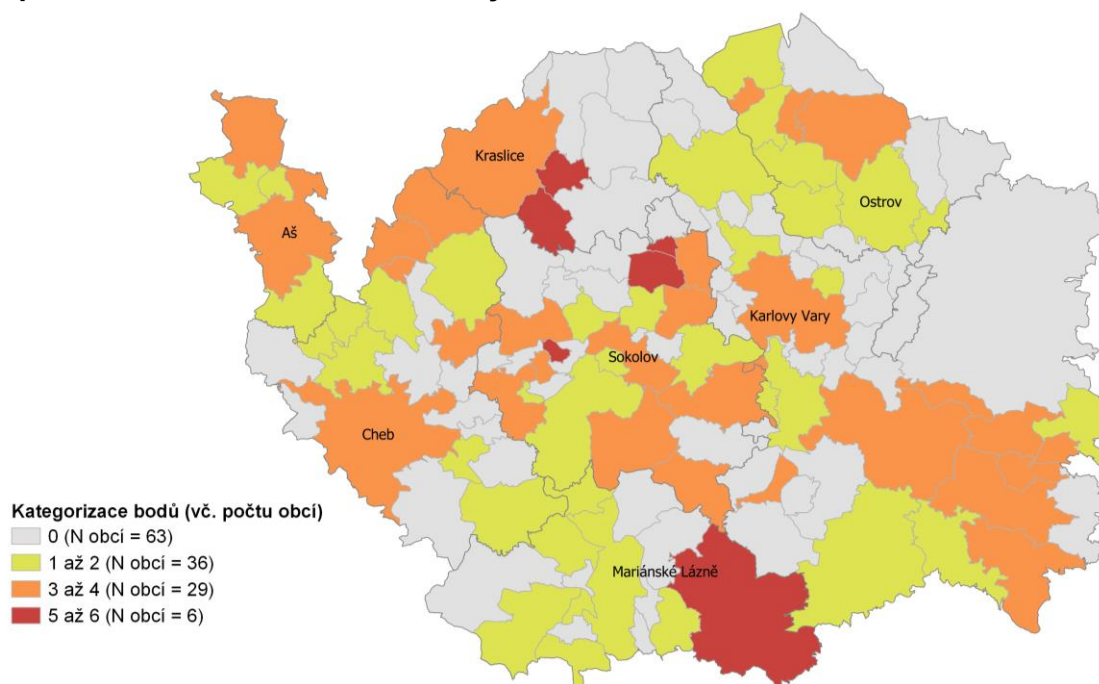 Kraslice
Ostrov
Aš
Karlovy Vary
Sokolov
Cheb
Mariánské Lázně
Kategorizace bodů (vč. počtu obcí)
0 (N obcí = 63)
1 až 2 (N obcí = 36)
3 až 4 (N obcí = 29)
5 až 6 (N obcí = 6)